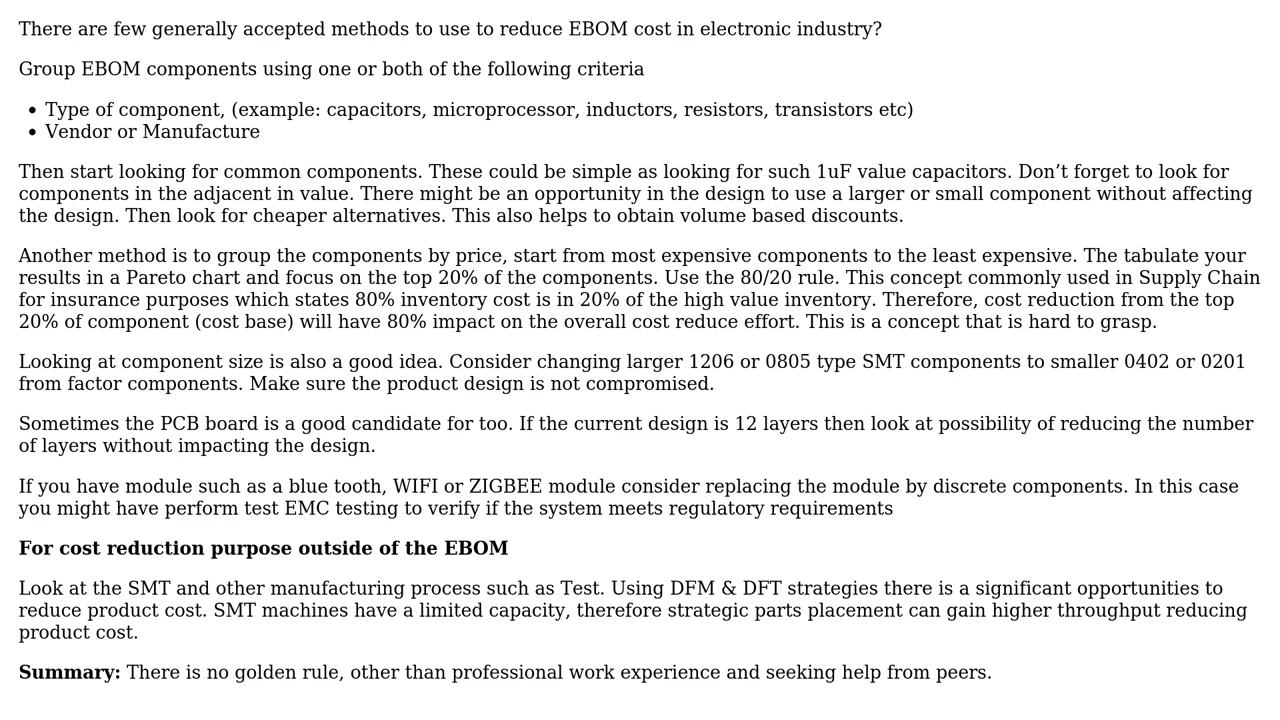 There are few generally accepted methods to use to reduce EBOM cost in electronic industry?
Group EBOM components using one or both of the following criteria
• Type of component, (example: capacitors, microprocessor, inductors, resistors, transistors etc)
• Vendor or Manufacture
Then start looking for common components. These could be simple as looking for such 1uF value capacitors. Don’t forget to look for
components in the adjacent in value. There might be an opportunity in the design to use a larger or small component without affecting
the design. Then look for cheaper alternatives. This also helps to obtain volume based discounts.
Another method is to group the components by price, start from most expensive components to the least expensive. The tabulate your
results in a Pareto chart and focus on the top 20% of the components. Use the 80/20 rule. This concept commonly used in Supply Chain
for insurance purposes which states 80% inventory cost is in 20% of the high value inventory. Therefore, cost reduction from the top
20% of component (cost base) will have 80% impact on the overall cost reduce effort. This is a concept that is hard to grasp.
Looking at component size is also a good idea. Consider changing larger 1206 or 0805 type SMT components to smaller 0402 or 0201
from factor components. Make sure the product design is not compromised.
Sometimes the PCB board is a good candidate for too. If the current design is 12 layers then look at possibility of reducing the number
of layers without impacting the design.
If you have module such as a blue tooth, WIFI or ZIGBEE module consider replacing the module by discrete components. In this case
you might have perform test EMC testing to verify if the system meets regulatory requirements
For cost reduction purpose outside of the EBOM
Look at the SMT and other manufacturing process such as Test. Using DFM & DFT strategies there is a significant opportunities to
reduce product cost. SMT machines have a limited capacity, therefore strategic parts placement can gain higher throughput reducing
product cost.
Summary: There is no golden rule, other than professional work experience and seeking help from peers.